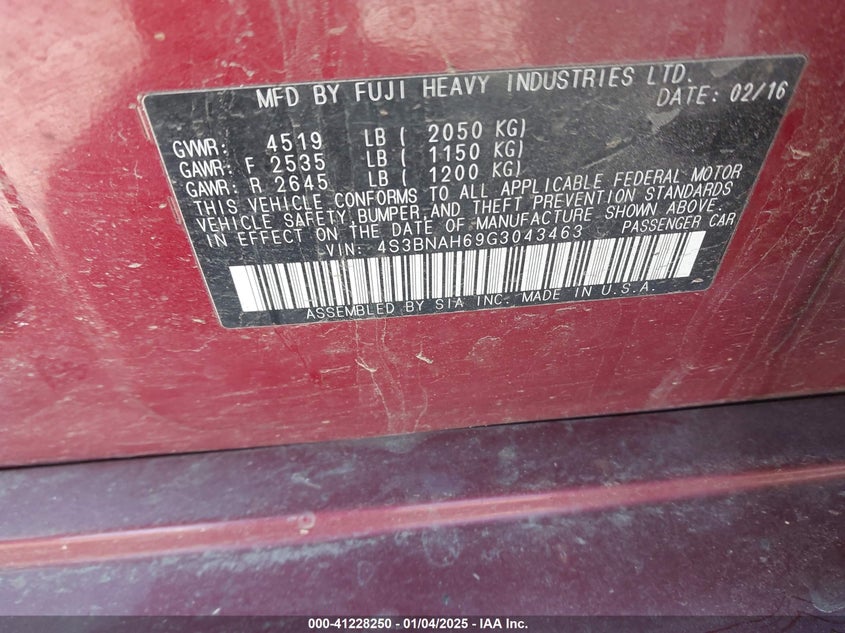 MFD BY FUJI HEAVY INDUSTRIES LTD.
DATE: 02/16
GVWR: 4519 LB ( 2050 KG)
GAWR: F 2535 LB ( 1150 KG)
GAWR: R 2645 LB ( 1200 KG)
THIS VEHICLE CONFORMS TO ALL APPLICABLE FEDERAL MOTOR
VEHICLE SAFETY,BUMPER,AND THEFT PREVENTION STANDARDS
IN EFFECT ON THE DATE OF MANUFACTURE SHOWN ABOVE.
VIN: 4S3BNAH69G3043463 PASSENGER CAR
ASSEMBLED BY SIA INC. MADE IN U.S.A.
000-41228250 - 01/04/2025 - IAA Inc.